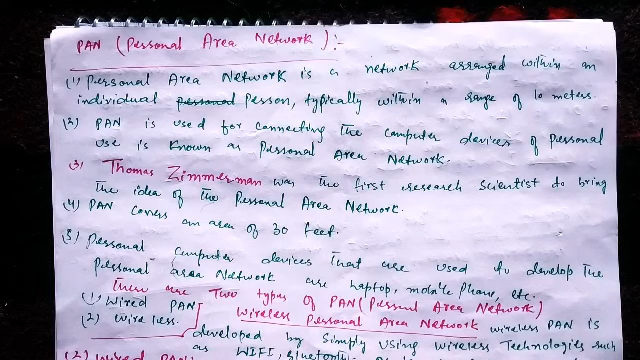 PAN (Personal Area Network):-
(1) Personal Area Network is a network arranged within an
individual personal person, typically within a range of 10 meters.
(2) PAN is used for connecting the computer devices of personal
use is known as Personal Area Network.
(3) Thomas Zimmerman was the first research scientist to bring
the idea of the Personal Area Network.
(4) PAN covers an area of 30 feet.
(5) Personal computer devices that are used to develop the
personal area Network are laptop, mobile phone, etc.
There are Two types of PAN (Personal Area Network)
(1) Wired PAN
(2) wireless.
Wireless Personal Area Network wireless PAN is
developed by simply using wireless Technologies such
as WIFI, Bluetooth
(2) Wired PAN: